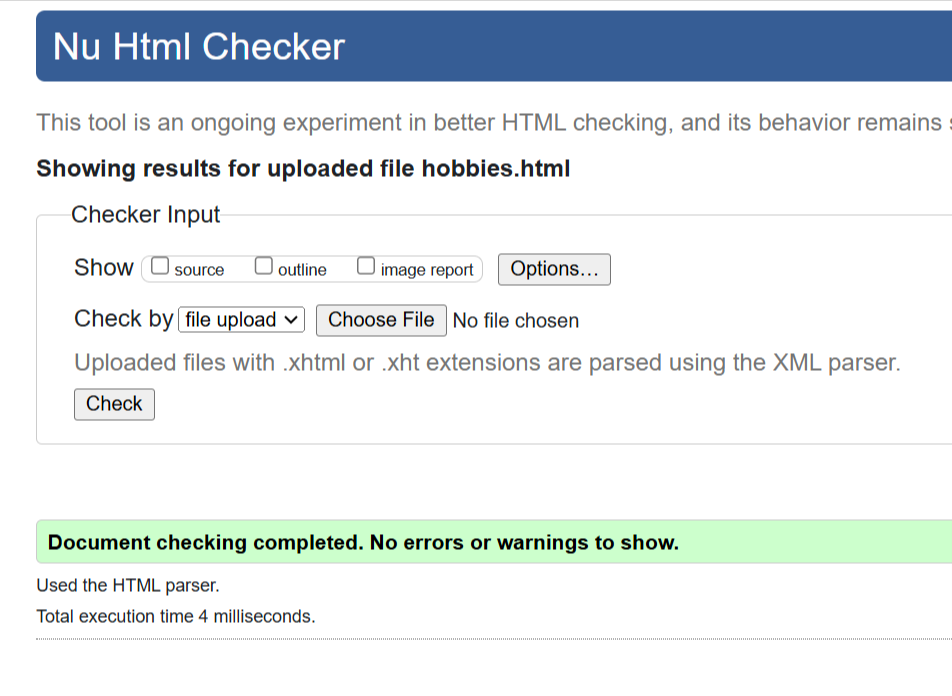 Nu Html Checker
This tool is an ongoing experiment in better HTML checking, and its behavior remains
Showing results for uploaded file hobbies.html
Checker Input
Show source outline image report Options...
Check by file upload Choose File No file chosen
Uploaded files with .xhtml or .xht extensions are parsed using the XML parser.
Check
Document checking completed. No errors or warnings to show.
Used the HTML parser.
Total execution time 4 milliseconds.